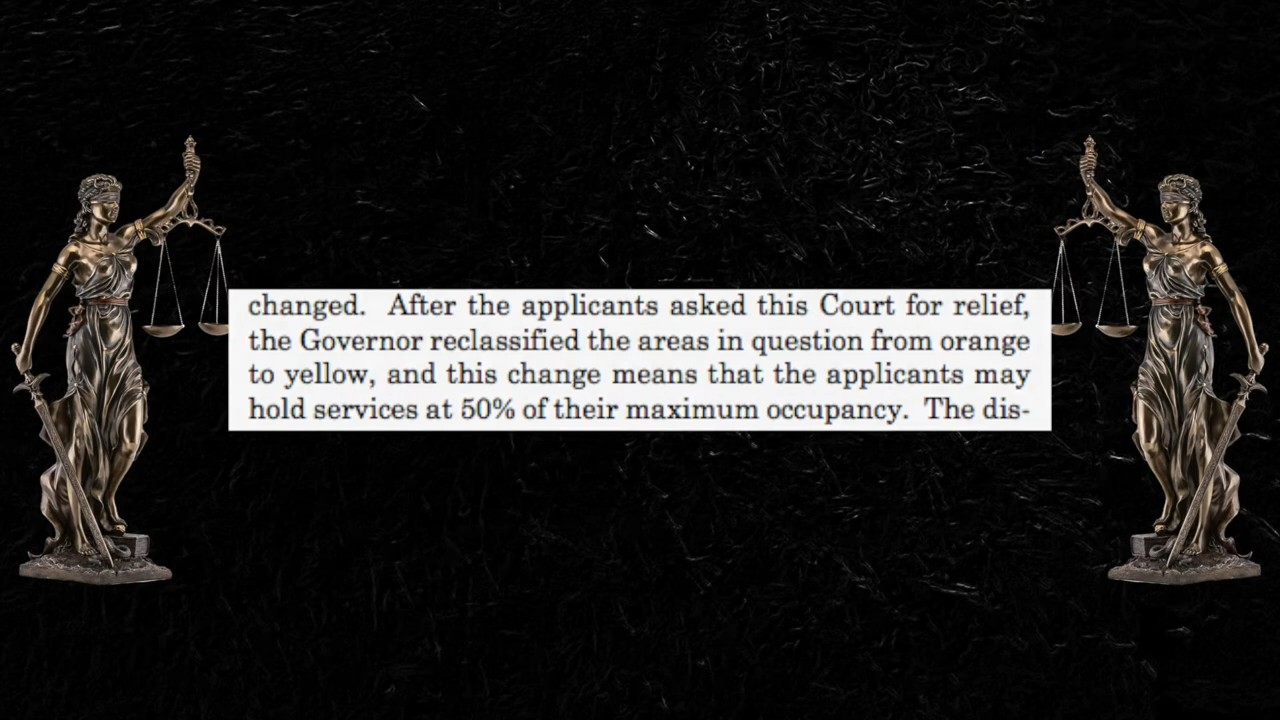 changed. After the applicants asked this Court for relief,
the Governor reclassified the areas in question from orange
to yellow, and this change means that the applicants may
hold services at 50% of their maximum occupancy. The dis-